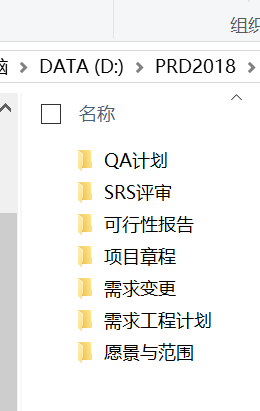 组织
脑 > DATA (D:) > PRD2018 >
名称
QA计划
SRS评审
可行性报告
项目章程
需求变更
需求工程计划
愿景与范围